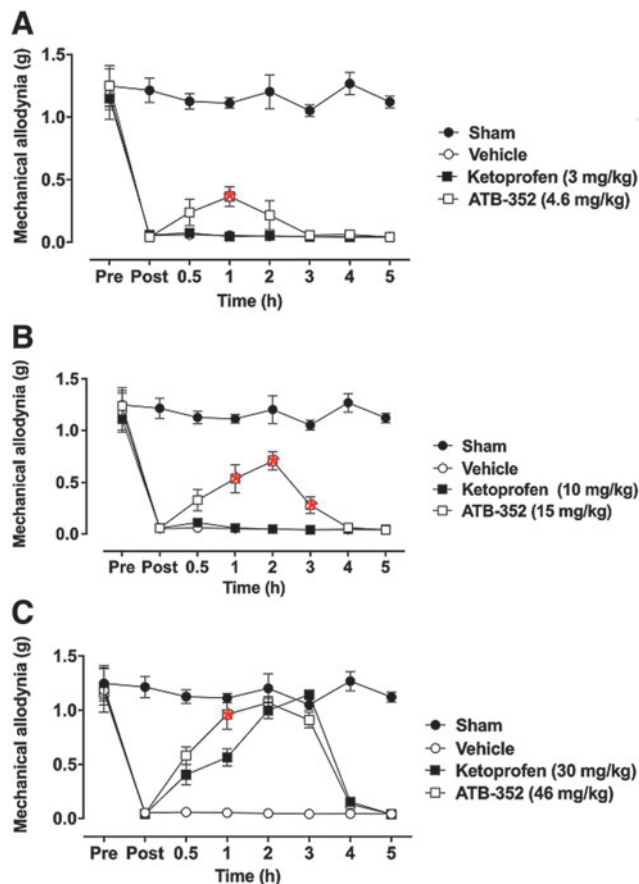 A
Mechanical allodynia (g)
1.5
1.0
0.5
0.0
Pre Post 0.5 1 2 3 4 5
Time (h)
Sham
Vehicle
Ketoprofen (3 mg/kg)
ATB-352 (4.6 mg/kg)
B
Mechanical allodynia (g)
1.5
1.0
0.5
0.0
Pre Post 0.5 1 2 3 4 5
Time (h)
Sham
Vehicle
Ketoprofen (10 mg/kg)
ATB-352 (15 mg/kg)
C
Mechanical allodynia (g)
1.5
1.0
0.5
0.0
Pre Post 0.5 1 2 3 4 5
Time (h)
Sham
Vehicle
Ketoprofen (30 mg/kg)
ATB-352 (46 mg/kg)